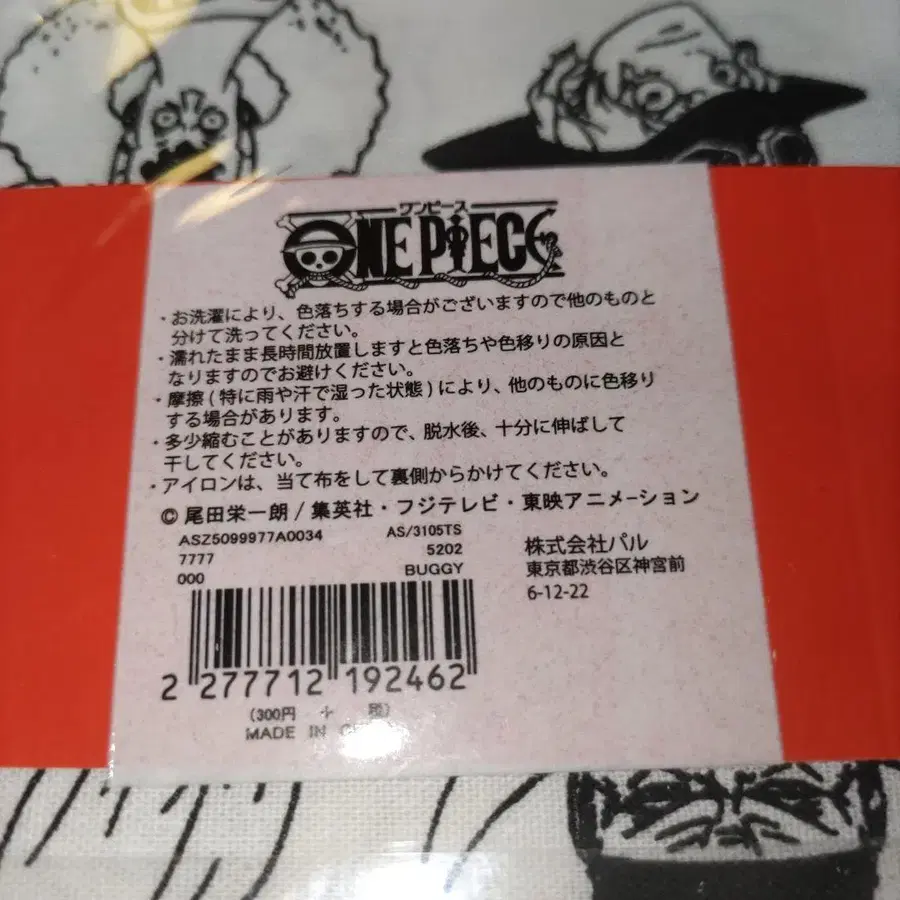 ワンピース
ONE PIECE
・お洗濯により、色落ちする場合がございますので他のものと
分けて洗ってください。
・濡れたまま長時間放置しますと色落ちや色移りの原因と
なりますのでお避けください。
・摩擦(特に雨や汗で湿った状態)により、他のものに色移り
する場合があります。
・多少縮むことがありますので、脱水後、十分に伸ばして
干してください。
・アイロンは、当て布をして裏側からかけてください。
© 尾田栄一郎/集英社・フジテレビ・東映アニメーション
ASZ5099977A0034 AS/3105TS
7777 5202
000 BUGGY
株式会社パル
東京都渋谷区神宮前
6-12-22
2 277712 192462
(300円 + 税)
MADE IN